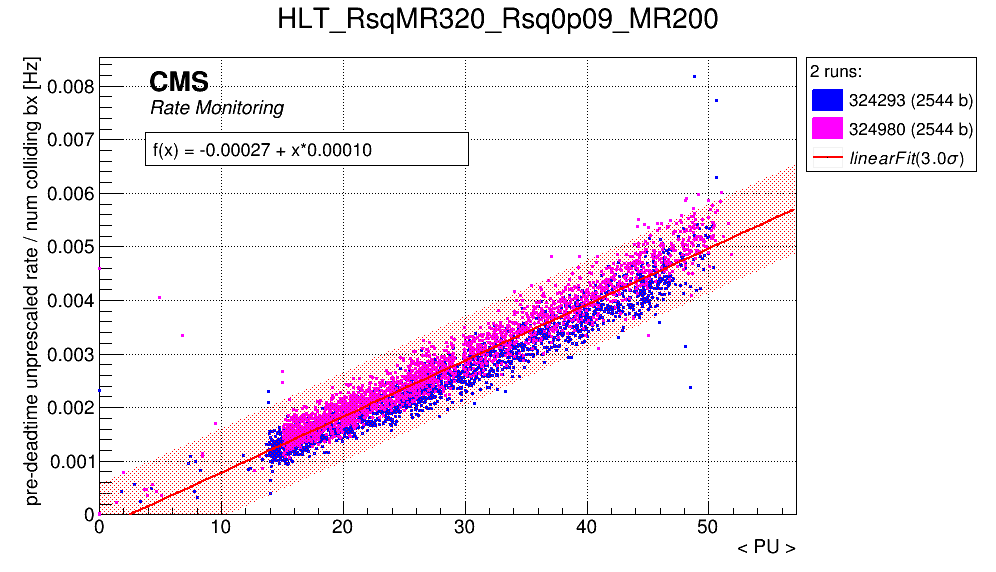 HLT_RsqMR320_Rsq0p09_MR200
pre-deadtime unprescaled rate / num colliding bx [Hz]
CMS
Rate Monitoring
f(x) = -0.00027 + x*0.00010
0.008
0.007
0.006
0.005
0.004
0.003
0.002
0.001
0
0 10 20 30 40 50
< PU >
2 runs:
324293 (2544 b)
324980 (2544 b)
linearFit(3.0σ)